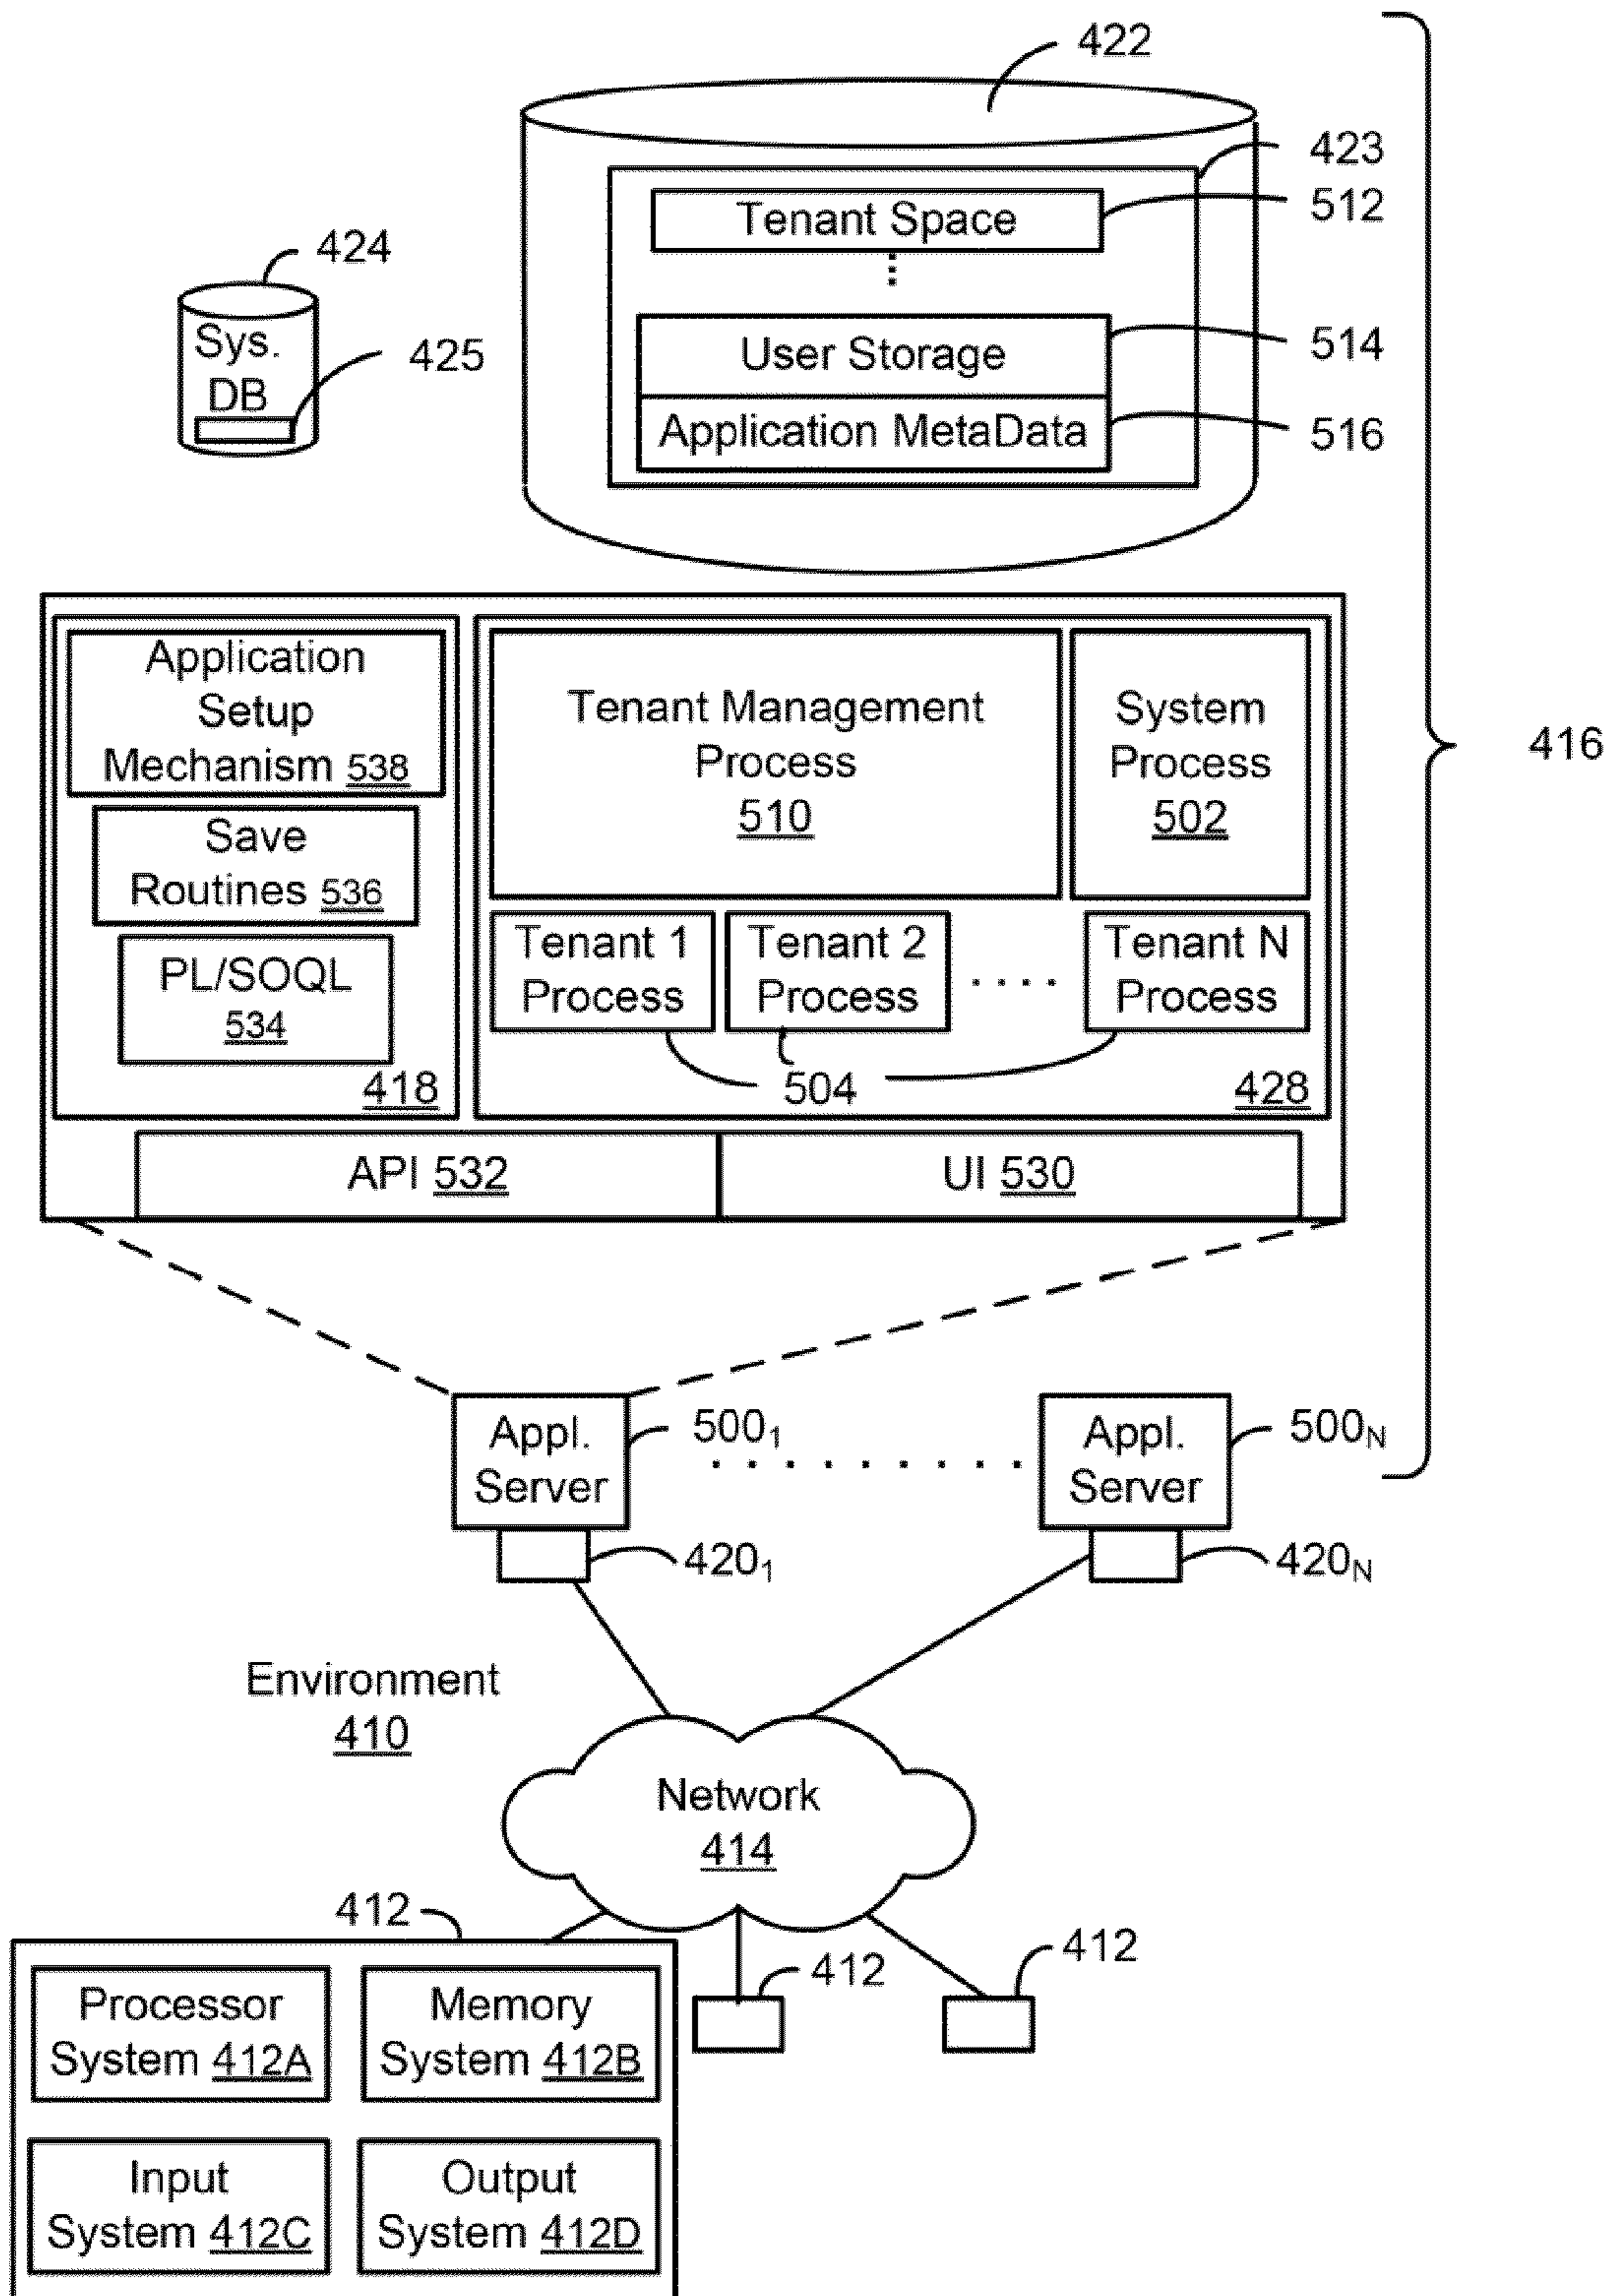 422
423
Tenant Space
512
424
Sys.
DB
425
User Storage
514
Application MetaData
516
416
Application
Setup
Mechanism 538
Save
Routines 536
PL/SOQL
534
418
Tenant Management
Process
510
System
Process
502
Tenant 1
Process
Tenant 2
Process
Tenant N
Process
504
428
API 532
UI 530
Appl.
Server
500₁
Appl.
Server
500N
420₁
420N
Environment
410
Network
414
412
412
412
Processor
System 412A
Memory
System 412B
Input
System 412C
Output
System 412D